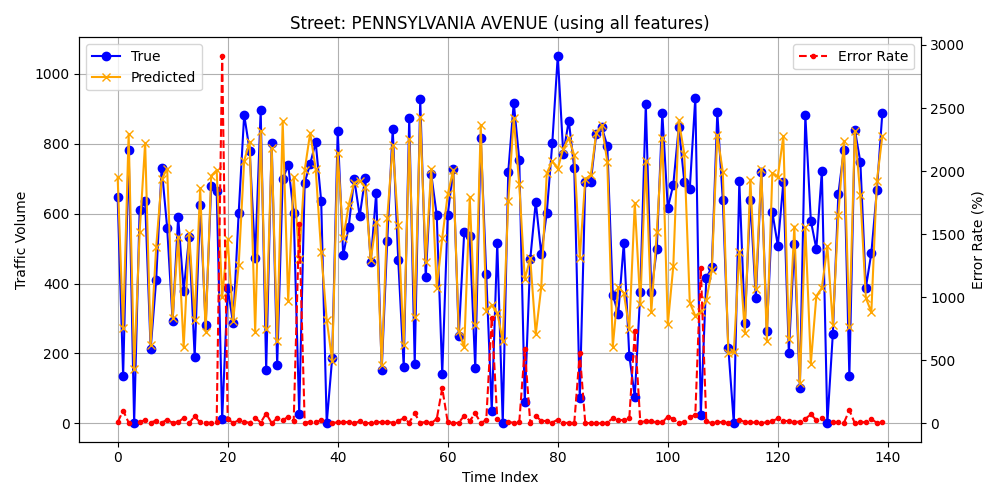 Street: PENNSYLVANIA AVENUE (using all features)
True
Predicted
Error Rate
Traffic Volume
0
200
400
600
800
1000
Error Rate (%)
0
500
1000
1500
2000
2500
3000
0 20 40 60 80 100 120 140
Time Index